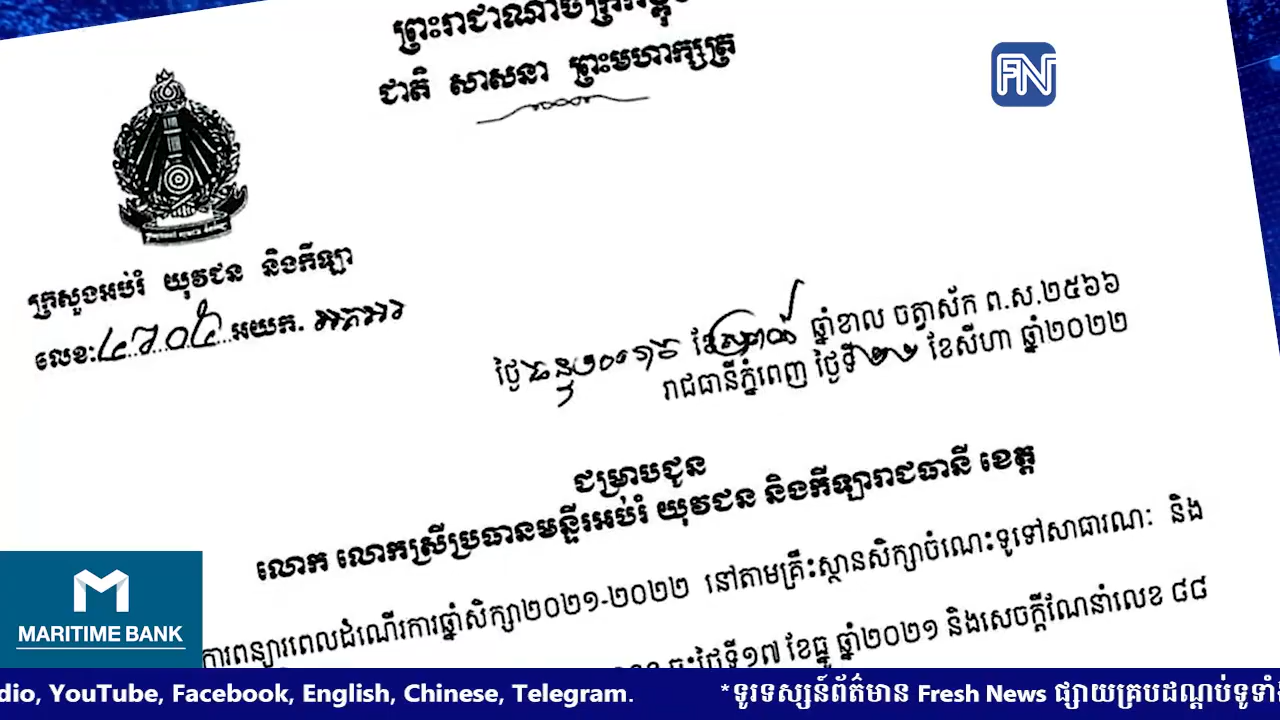 ជាតិ សាសនា ព្រះមហាក្សត្រ
FN
ក្រសួងអប់រំ យុវជន និងកីឡា
លេខ:៤៦០៤ អយក.
ថ្ងៃ ខែ ឆ្នាំខាល ចត្វាស័ក ព.ស.២៥៦៦
រាជធានីភ្នំពេញ ថ្ងៃទី២២ ខែសីហា ឆ្នាំ២០២២
ជម្រាបជូន
លោក លោកស្រីប្រធានមន្ទីរអប់រំ យុវជន និងកីឡារាជធានី ខេត្ត
ការពន្យារពេលដំណើរការឆ្នាំសិក្សា២០២១-២០២២ នៅតាមគ្រឹះស្ថានសិក្សាចំណេះទូទៅសាធារណៈ និង
ចុះថ្ងៃទី១៧ ខែធ្នូ ឆ្នាំ២០២១ និងសេចក្តីណែនាំលេខ ៨៨
MARITIME BANK
dio, YouTube, Facebook, English, Chinese, Telegram. *ទូរទស្សន៍ព័ត៌មាន Fresh News ផ្សាយគ្របដណ្តប់ទូទាំង